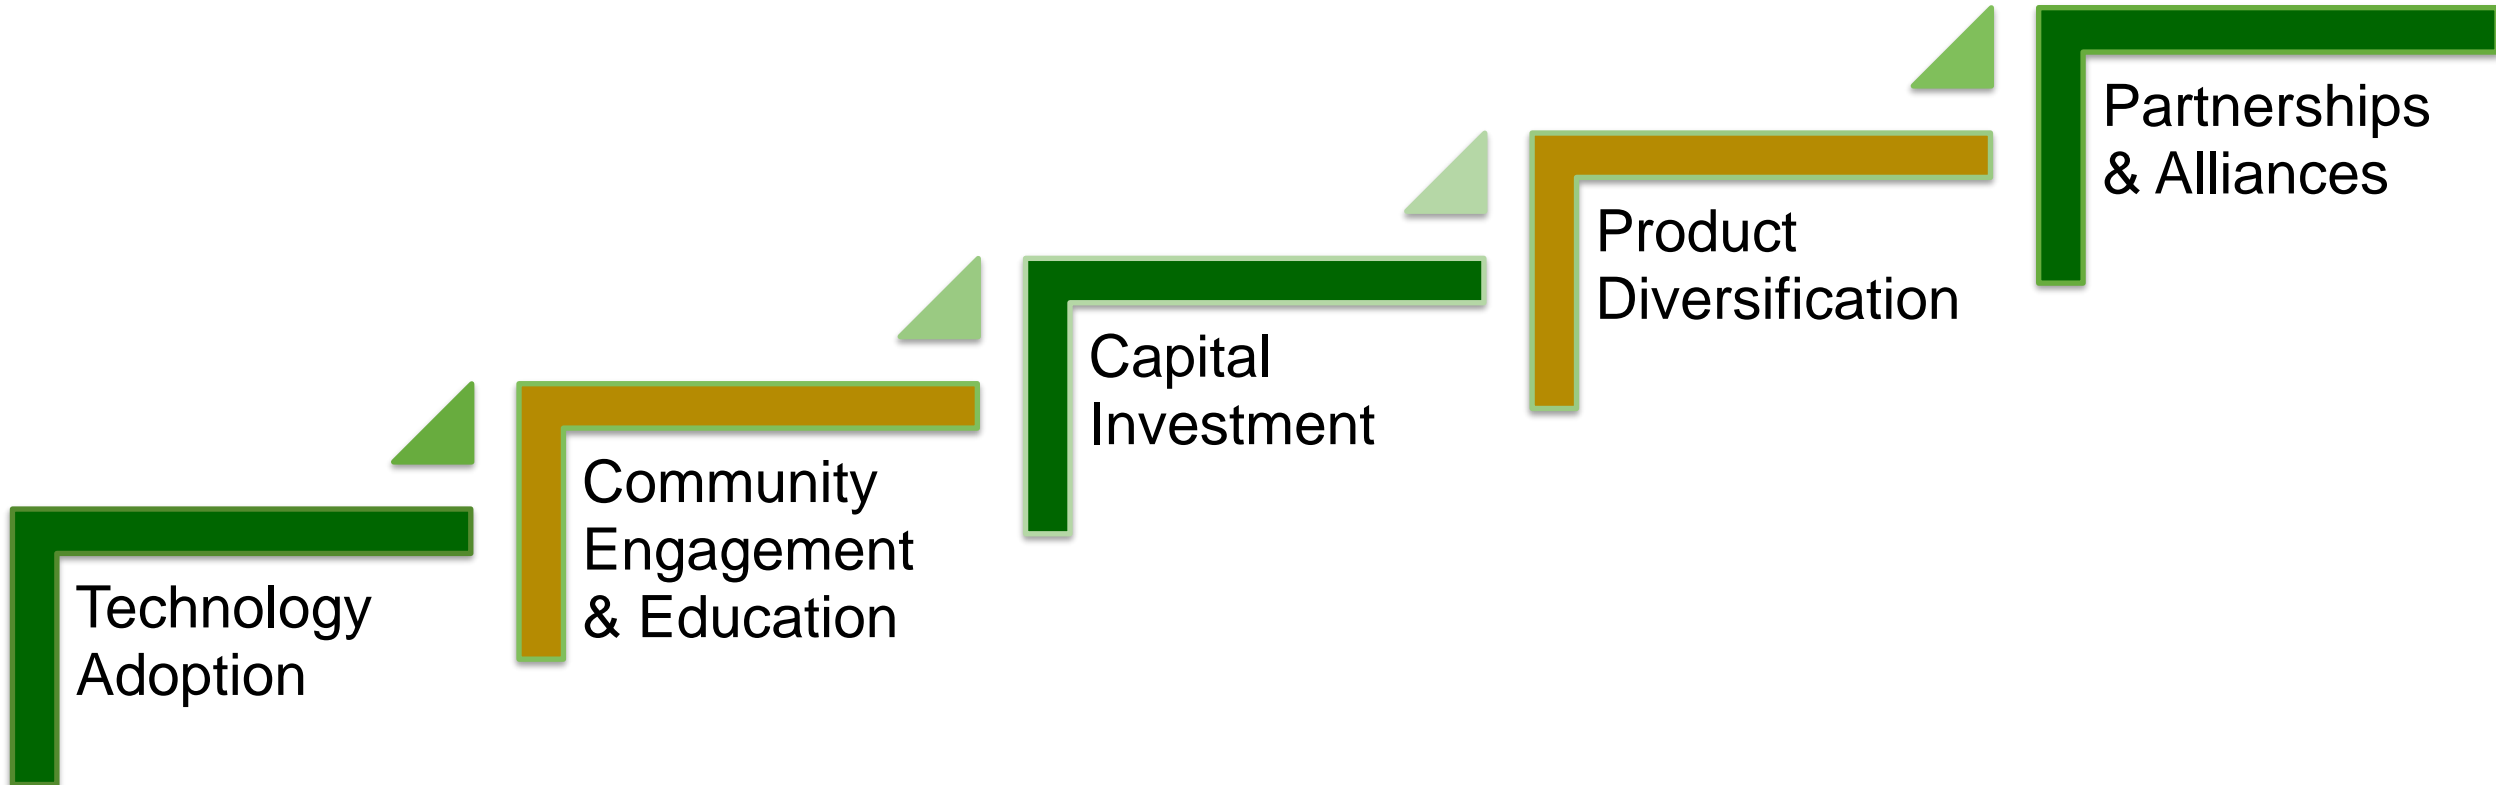 Technology
Adoption
Community
Engagement
& Education
Capital
Investment
Product
Diversification
Partnerships
& Alliances